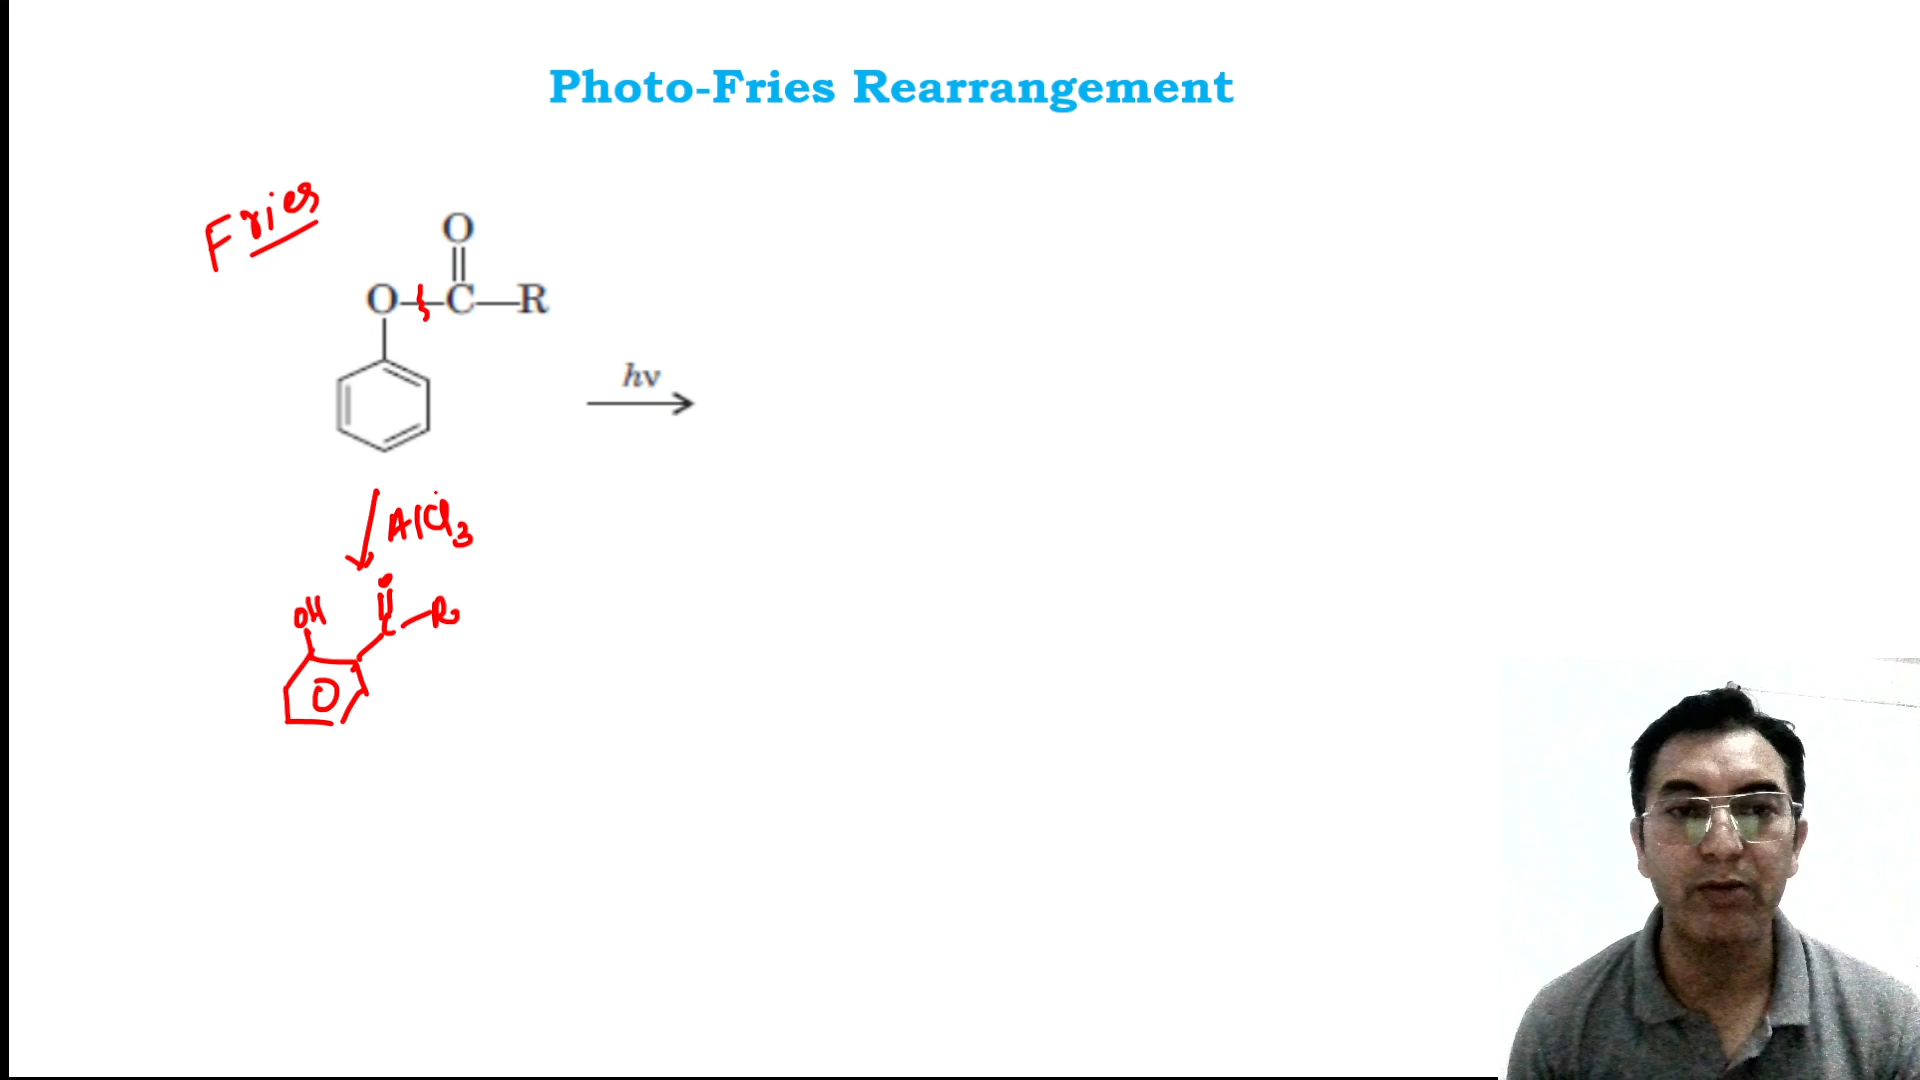 Photo-Fries Rearrangement
Fries
O
O C R
hν
AlCl3
OH
C R